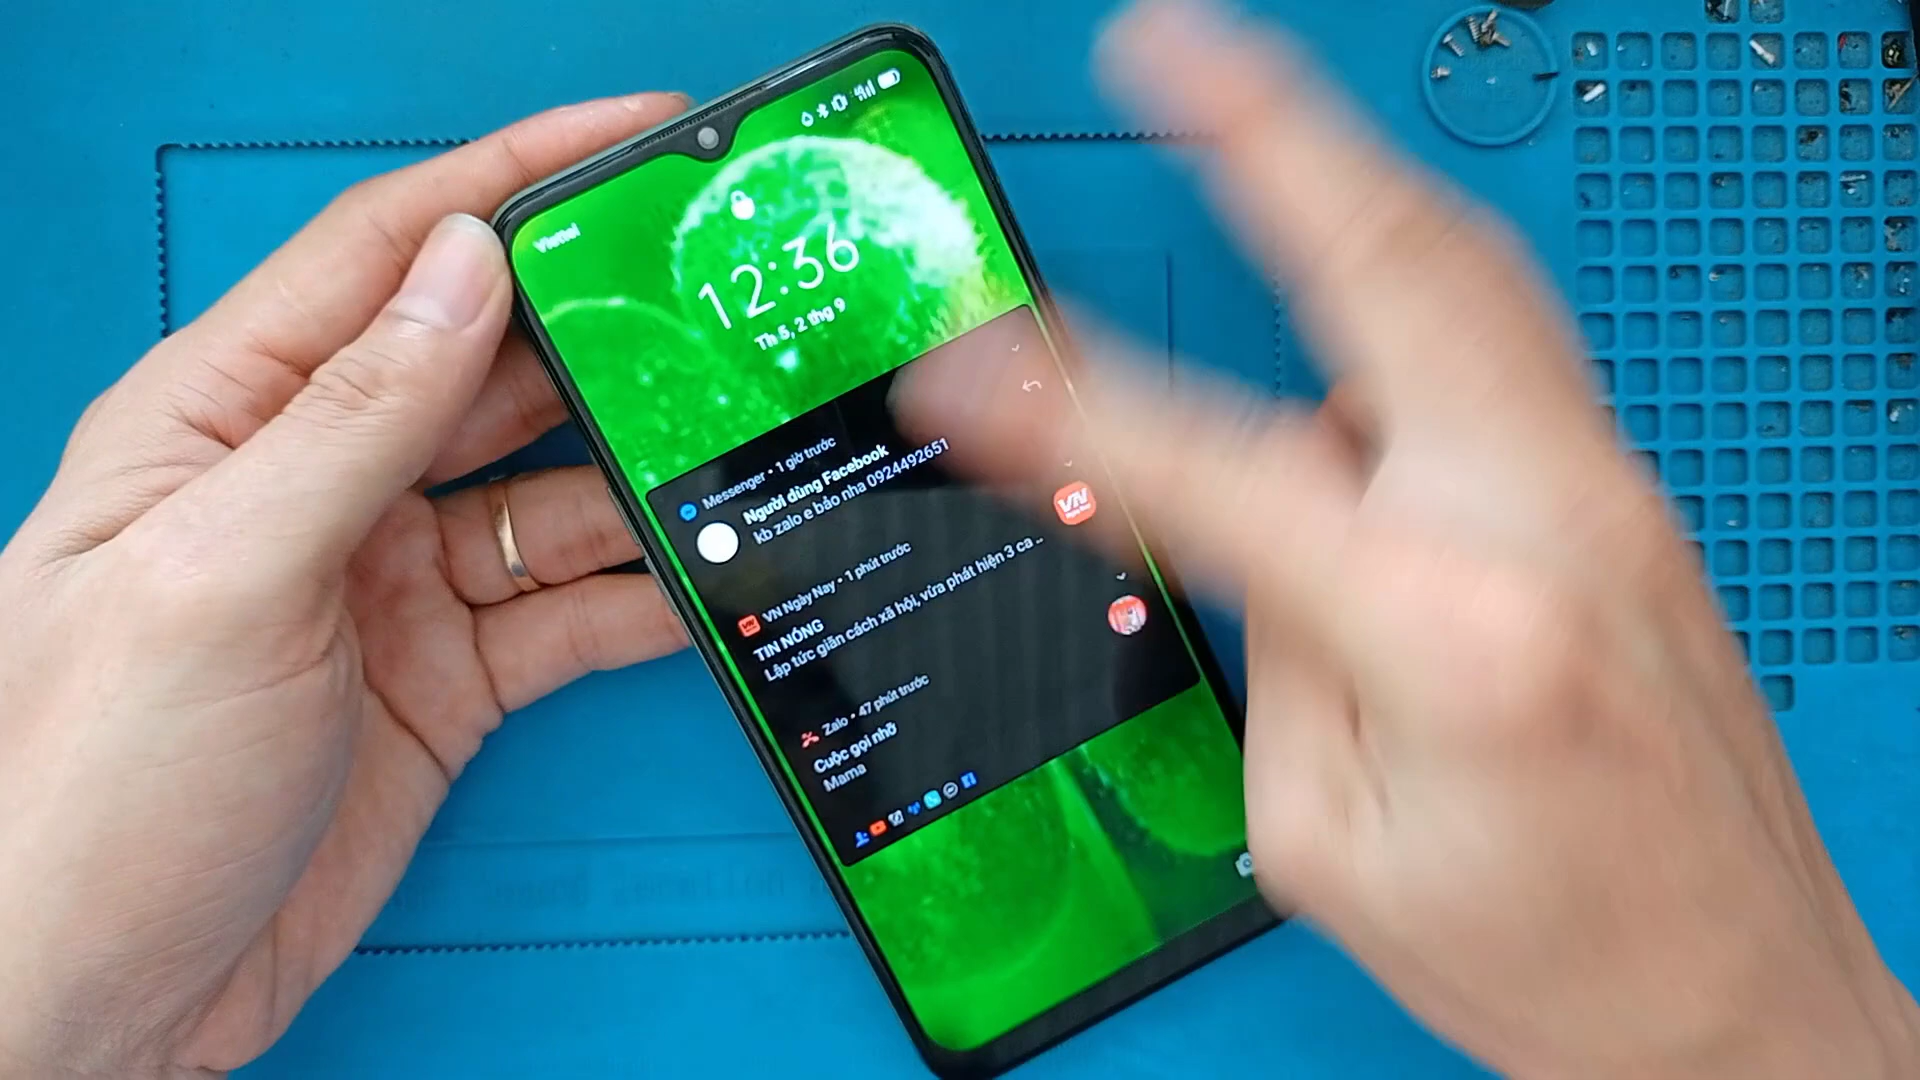 Viettel
12:36
Th 5, 2 thg 9
Messenger • 1 giờ trước
Người dùng Facebook
kb zalo e bảo nha 0924492651
VN Ngày Nay • 1 phút trước
TIN NÓNG
Lập tức giãn cách xã hội, vừa phát hiện 3 ca ..
VN
Zalo • 47 phút trước
Cuộc gọi nhỡ
Mama